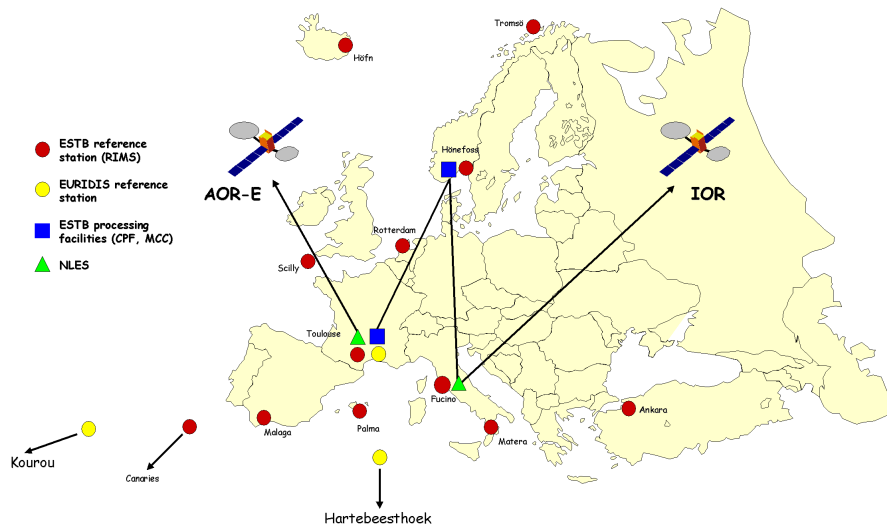 Tromsö
Höfn
ESTB reference
station (RIMS)
EURIDIS reference
station
ESTB processing
facilities (CPF, MCC)
NLES
AOR-E
Hönefoss
IOR
Rotterdam
Scilly
Toulouse
Fucino
Ankara
Malaga
Palma
Matera
Kourou
Canaries
Hartebeesthoek